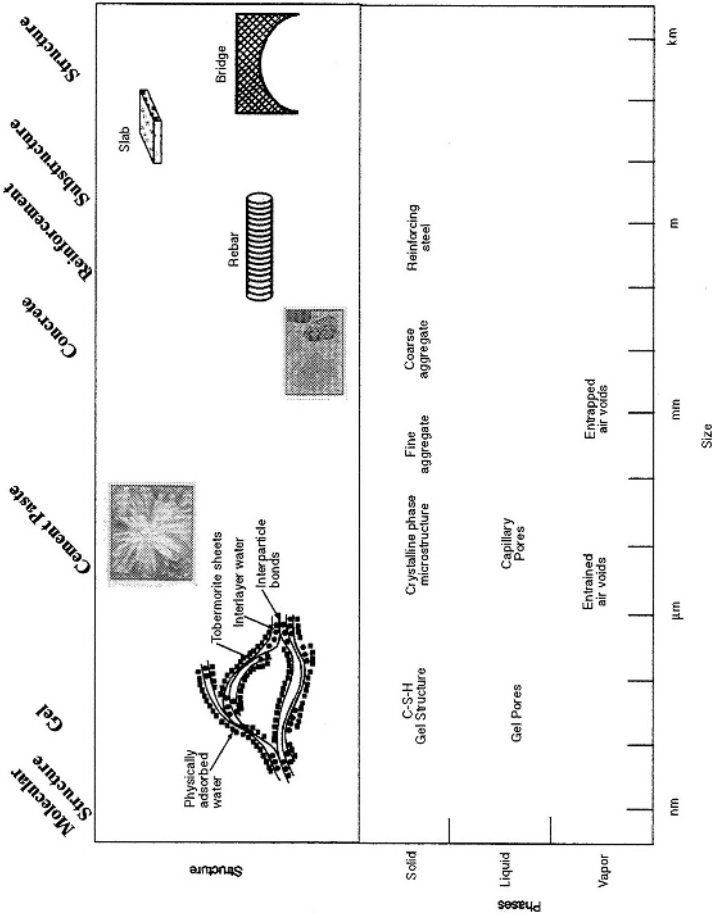 Molecular
Structure
Gel
Cement Paste
Concrete
Reinforcement
Substructure
Structure
Structure
Physically
adsorbed
water
Tobermorite sheets
Interlayer water
Interparticle
bonds
Rebar
Slab
Bridge
Phases
Solid
C-S-H
Gel Structure
Crystalline phase
microstructure
Fine
aggregate
Coarse
aggregate
Reinforcing
steel
Liquid
Gel Pores
Capillary
Pores
Vapor
Entrained
air voids
Entrapped
air voids
nm
μm
mm
m
km
Size